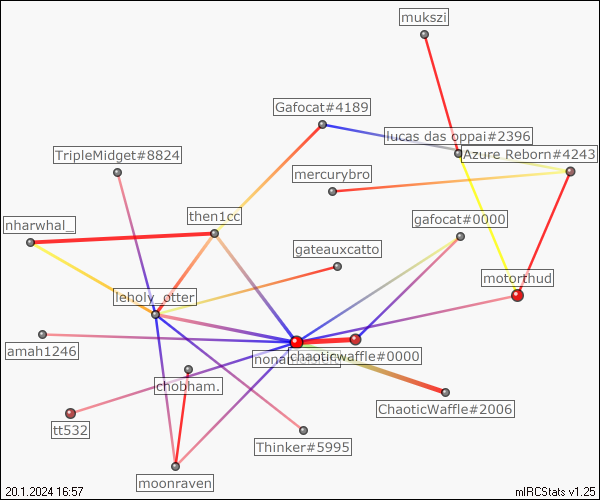 mukszi
Gafocat#4189
lucas das oppai#2396
Azure Reborn#4243
TripleMidget#8824
mercurybro
then1cc
gafocat#0000
nharwhal_
gateauxcatto
motorthud
leholy_otter
amah1246
chaoticwaffle#0000
chobham.
ChaoticWaffle#2006
tt532
Thinker#5995
moonraven
20.1.2024 16:57
mIRCStats v1.25